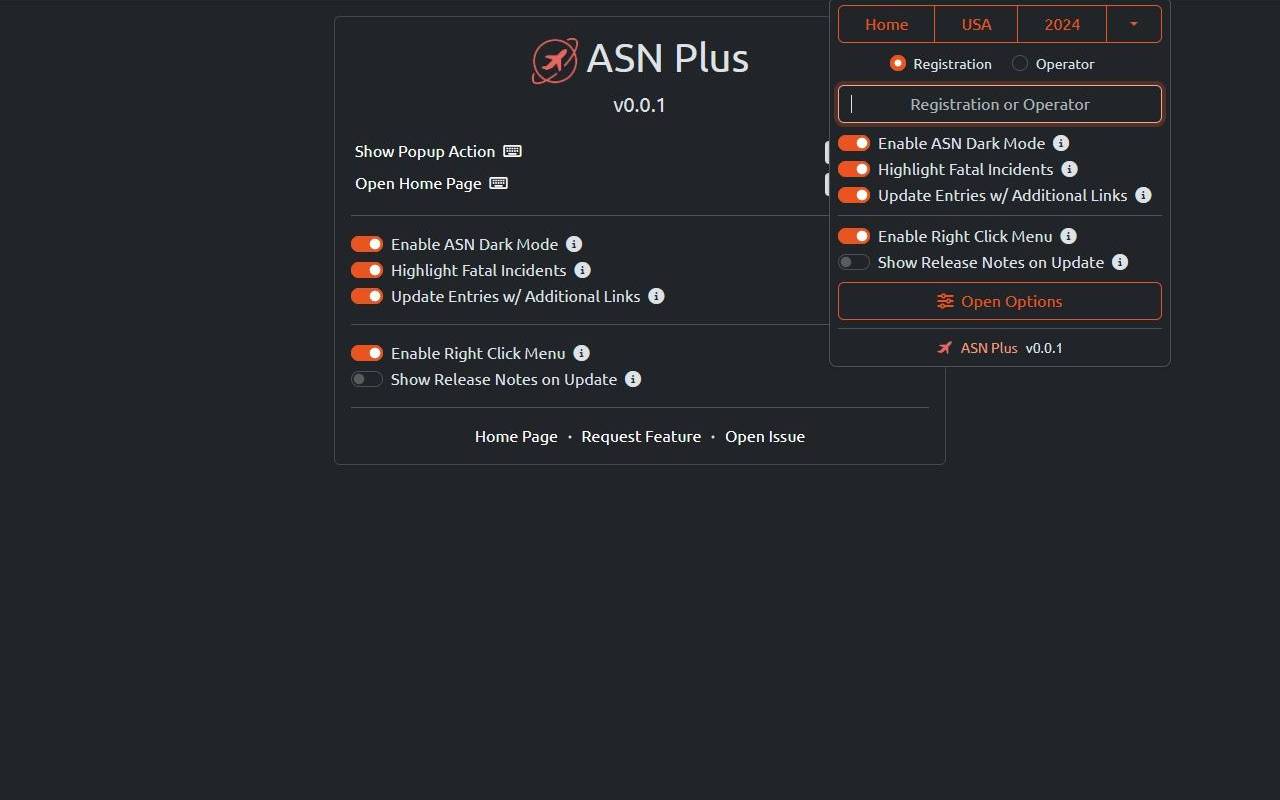 ASN Plus
v0.0.1
Show Popup Action
Open Home Page
Enable ASN Dark Mode
Highlight Fatal Incidents
Update Entries w/ Additional Links
Enable Right Click Menu
Show Release Notes on Update
Home Page · Request Feature · Open Issue
Home USA 2024
Registration Operator
Registration or Operator
Enable ASN Dark Mode
Highlight Fatal Incidents
Update Entries w/ Additional Links
Enable Right Click Menu
Show Release Notes on Update
Open Options
ASN Plus v0.0.1